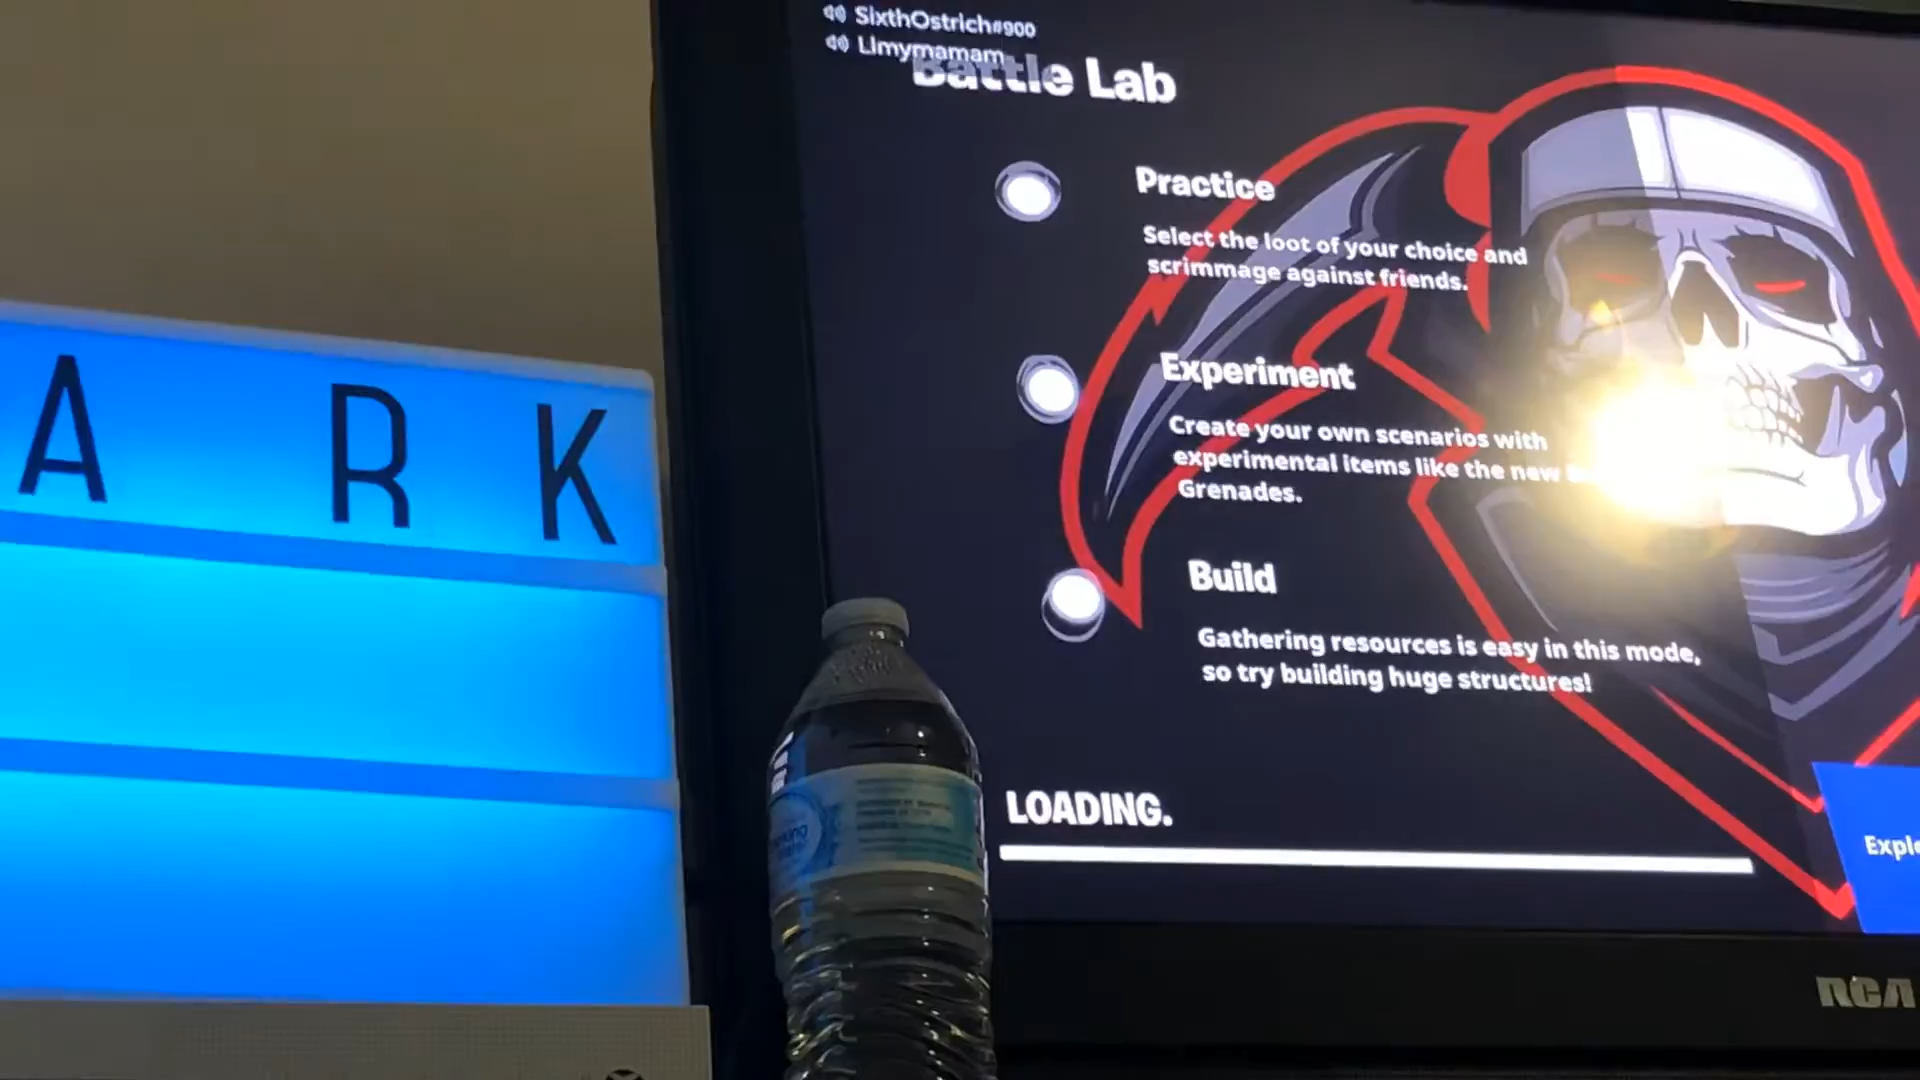 SixthOstrich#900
LImymamam
Battle Lab
Practice
Select the loot of your choice and
scrimmage against friends.
Experiment
Create your own scenarios with
experimental items like the new
Grenades.
Build
Gathering resources is easy in this mode,
so try building huge structures!
LOADING.
Explo
A R K
RCA